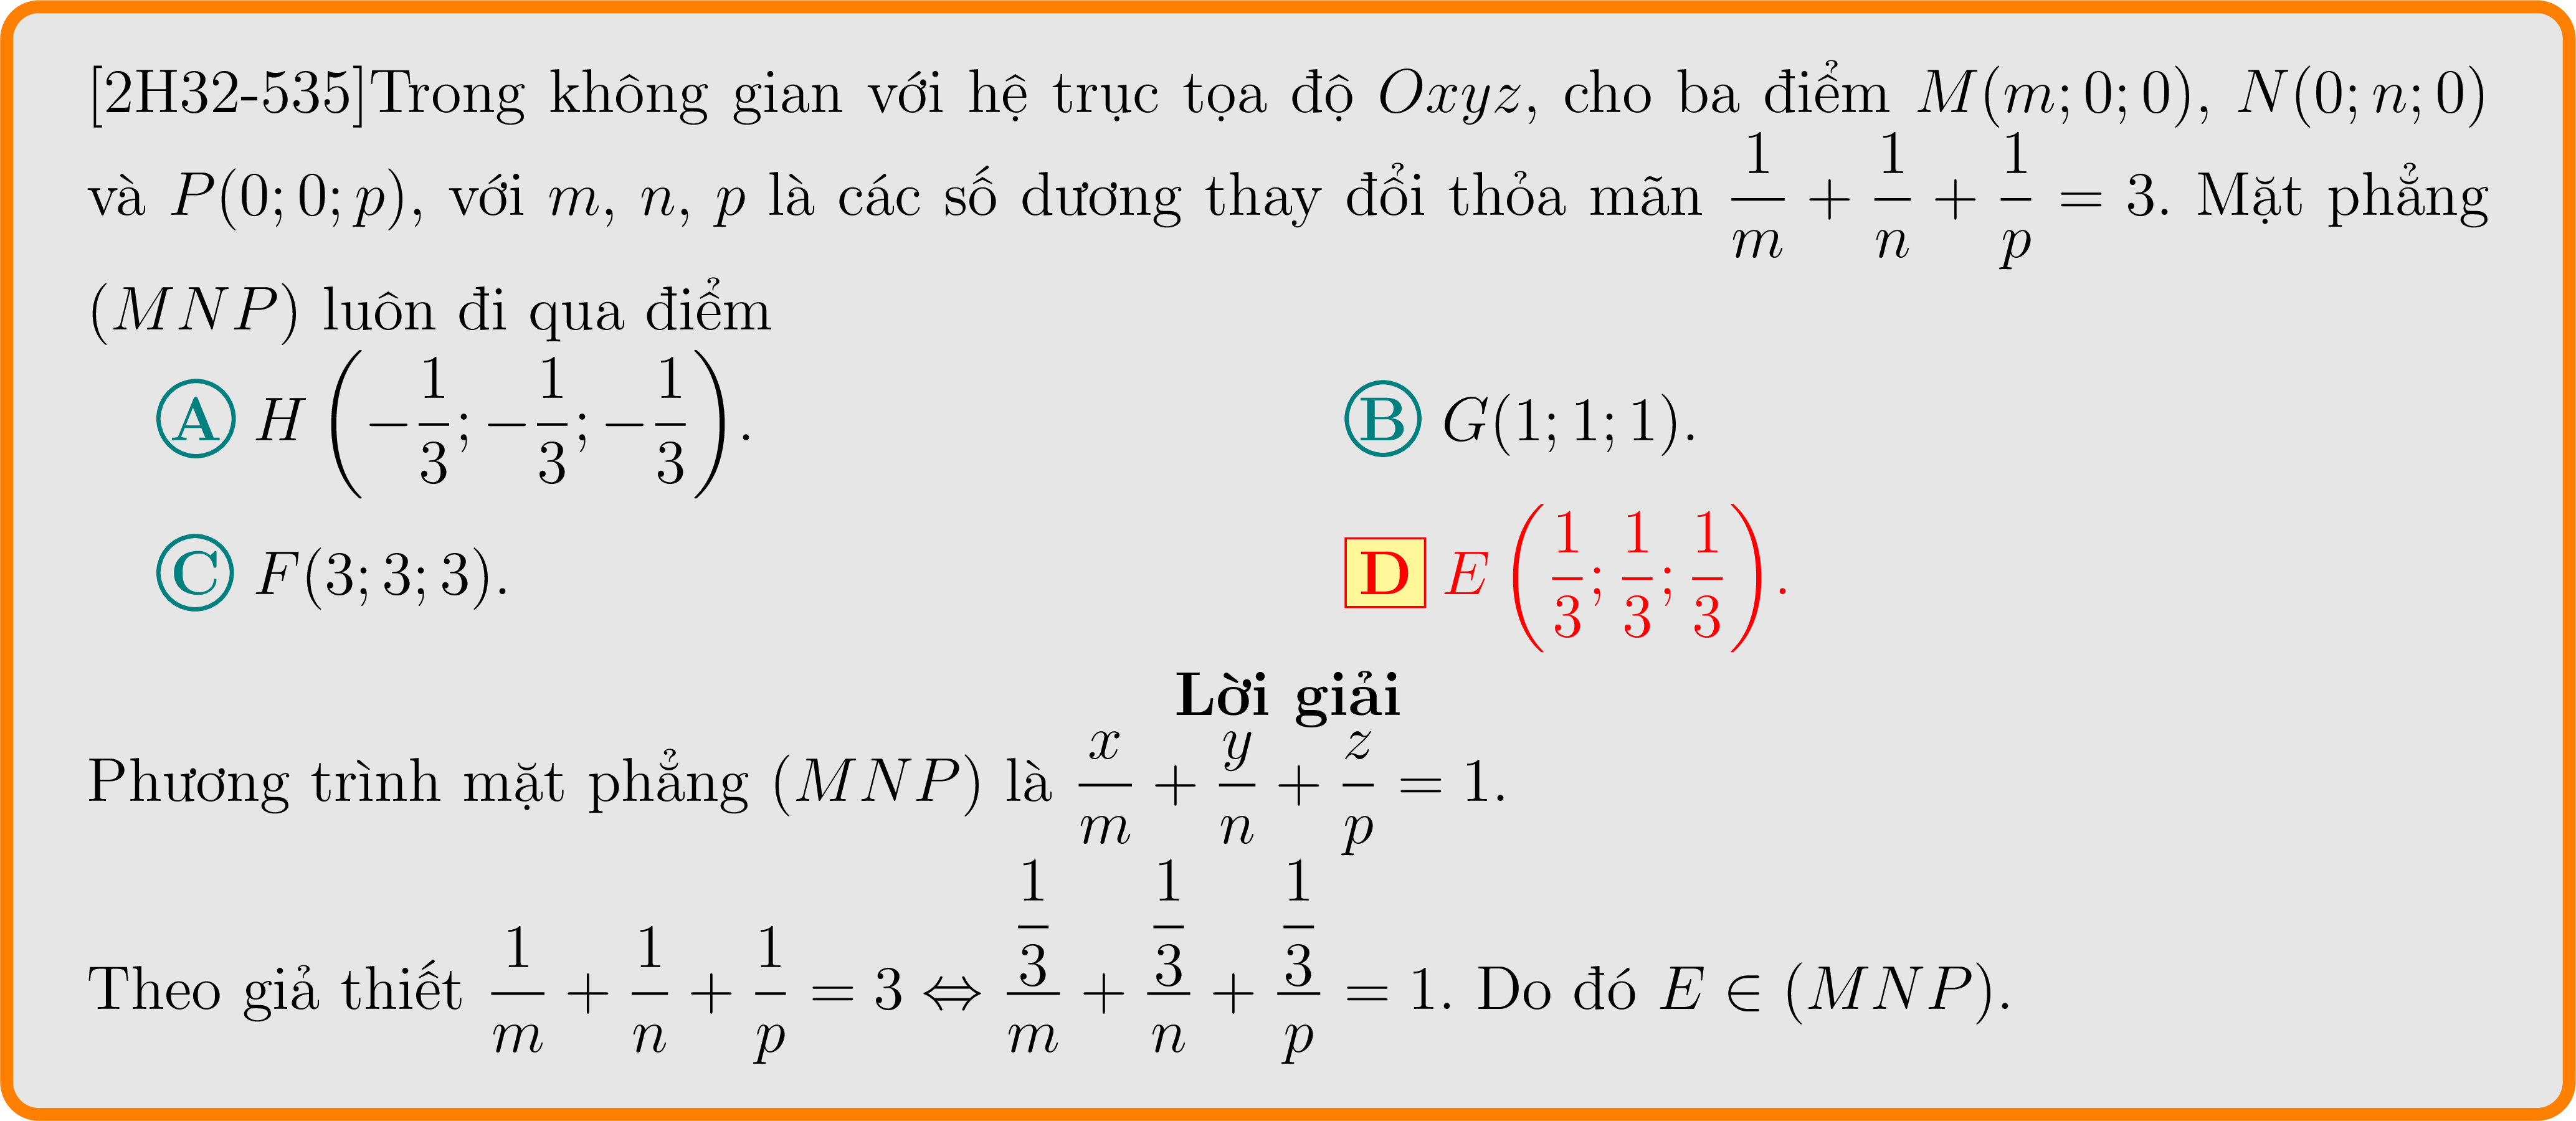 [2H32-535]Trong không gian với hệ trục tọa độ Oxyz, cho ba điểm M(m; 0; 0), N(0; n; 0)
và P(0; 0; p), với m, n, p là các số dương thay đổi thỏa mãn \frac{1}{m} + \frac{1}{n} + \frac{1}{p} = 3. Mặt phẳng
(MNP) luôn đi qua điểm
A H \left(-\frac{1}{3}; -\frac{1}{3}; -\frac{1}{3}\right). B G(1; 1; 1).
C F(3; 3; 3). D E \left(\frac{1}{3}; \frac{1}{3}; \frac{1}{3}\right).
Lời giải
Phương trình mặt phẳng (MNP) là \frac{x}{m} + \frac{y}{n} + \frac{z}{p} = 1.
Theo giả thiết \frac{1}{m} + \frac{1}{n} + \frac{1}{p} = 3 ⇔ \frac{\frac{1}{3}}{m} + \frac{\frac{1}{3}}{n} + \frac{\frac{1}{3}}{p} = 1. Do đó E ∈ (MNP).